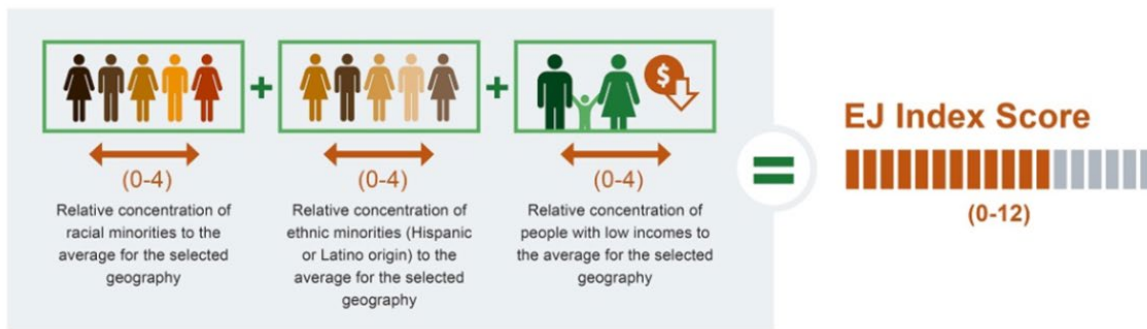 +
+
$
=
(0-4)
Relative concentration of
racial minorities to the
average for the selected
geography
(0-4)
Relative concentration of
ethnic minorities (Hispanic
or Latino origin) to the
average for the selected
geography
(0-4)
Relative concentration of
people with low incomes to
the average for the selected
geography
EJ Index Score
(0-12)